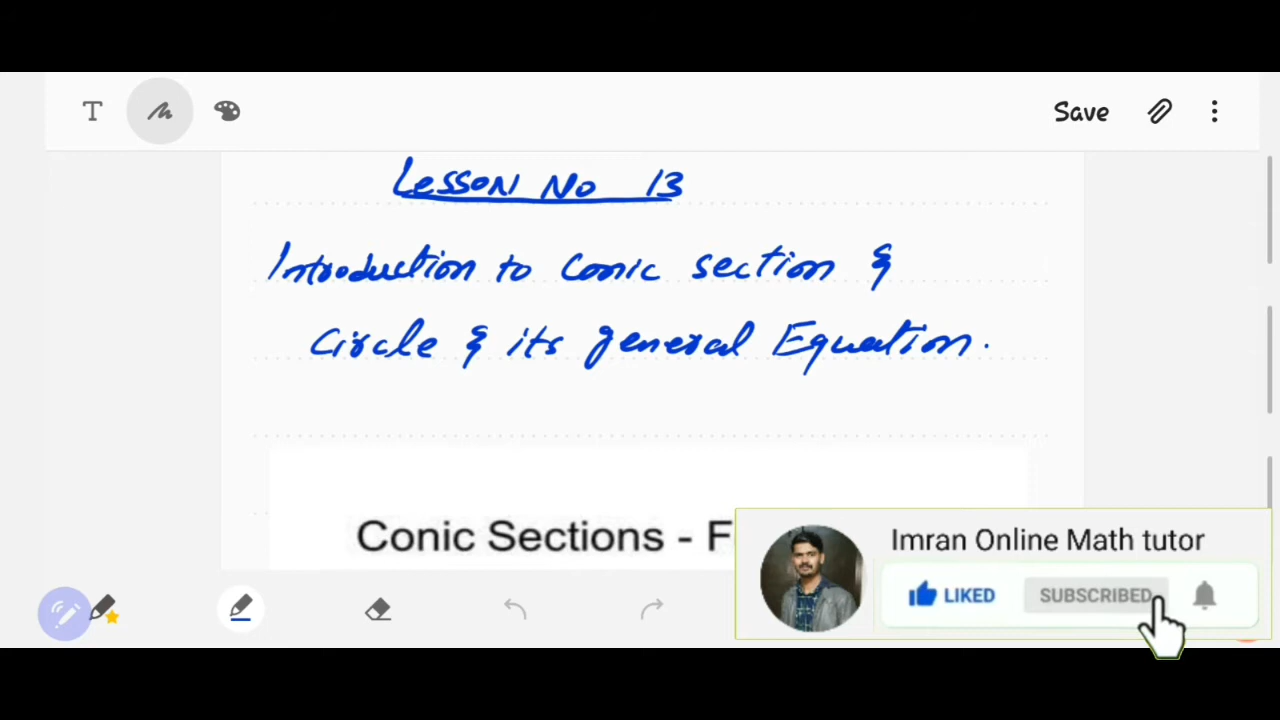 T
Save
Lesson No 13
Introduction to Conic section &
Circle & its general Equation.
Conic Sections - F
Imran Online Math tutor
LIKED
SUBSCRIBED